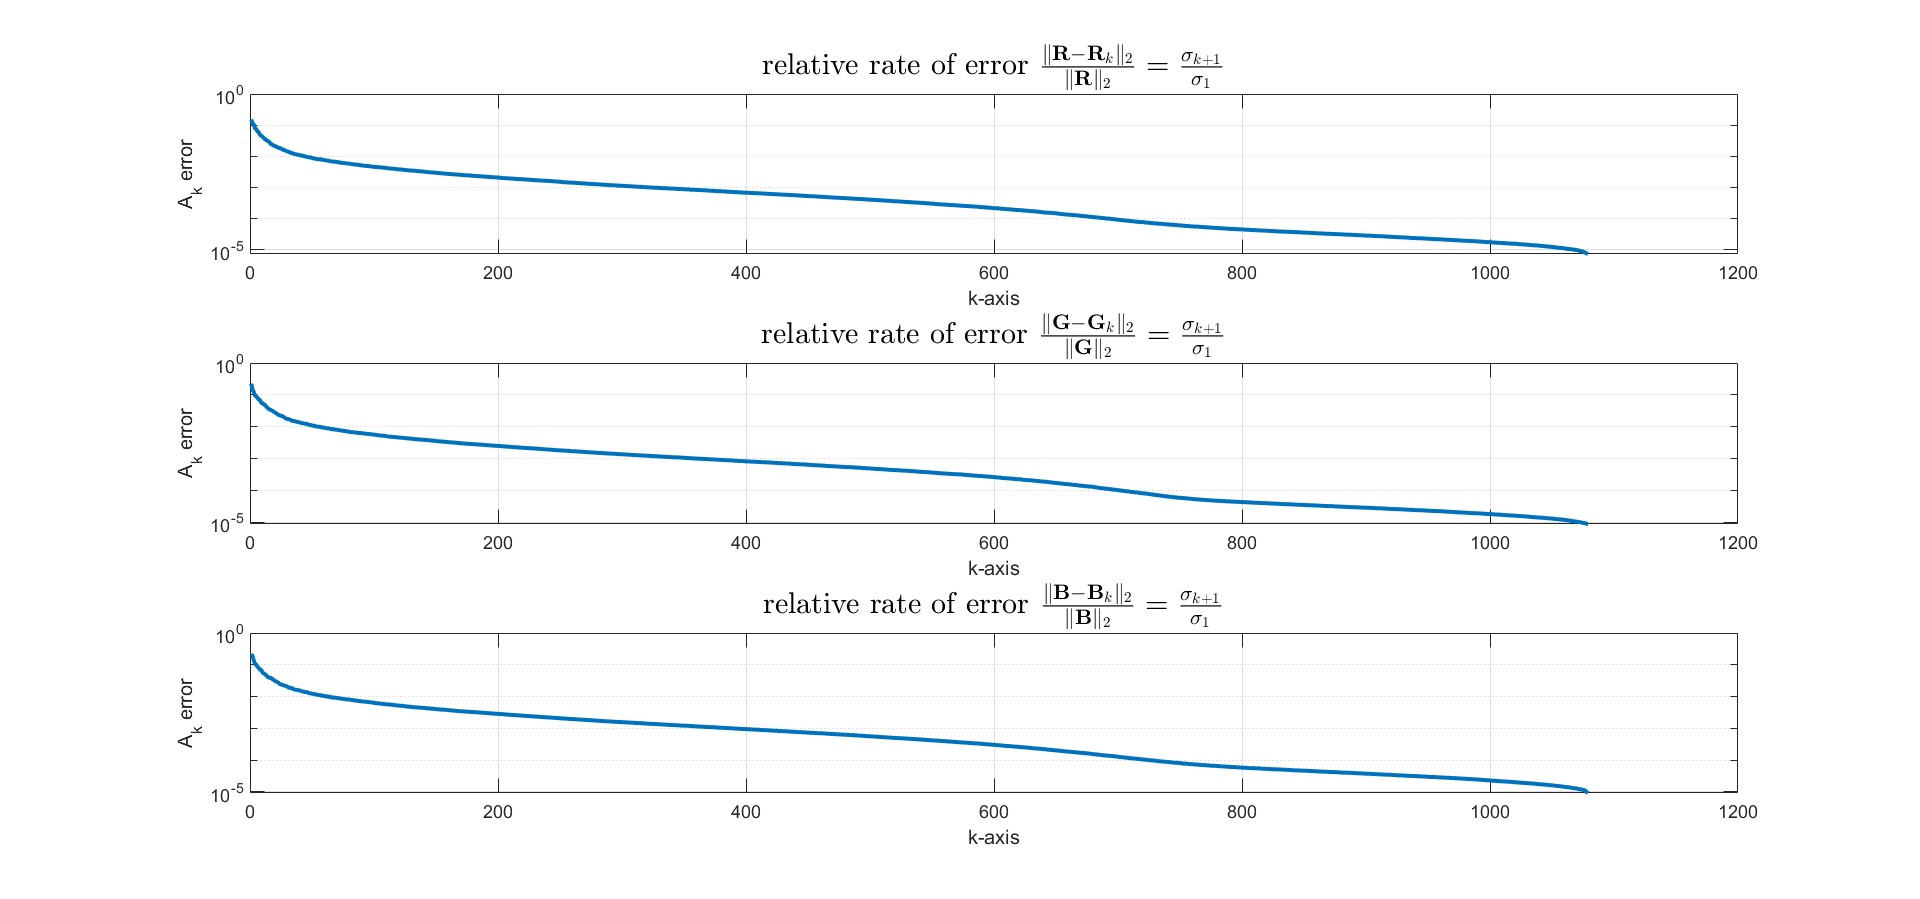 relative rate of error ‖R−R_k‖_2 / ‖R‖_2 = σ_{k+1} / σ_1
10^0
A_k error
10^-5
0 200 400 600 800 1000 1200
k-axis
relative rate of error ‖G−G_k‖_2 / ‖G‖_2 = σ_{k+1} / σ_1
10^0
A_k error
10^-5
0 200 400 600 800 1000 1200
k-axis
relative rate of error ‖B−B_k‖_2 / ‖B‖_2 = σ_{k+1} / σ_1
10^0
A_k error
10^-5
0 200 400 600 800 1000 1200
k-axis